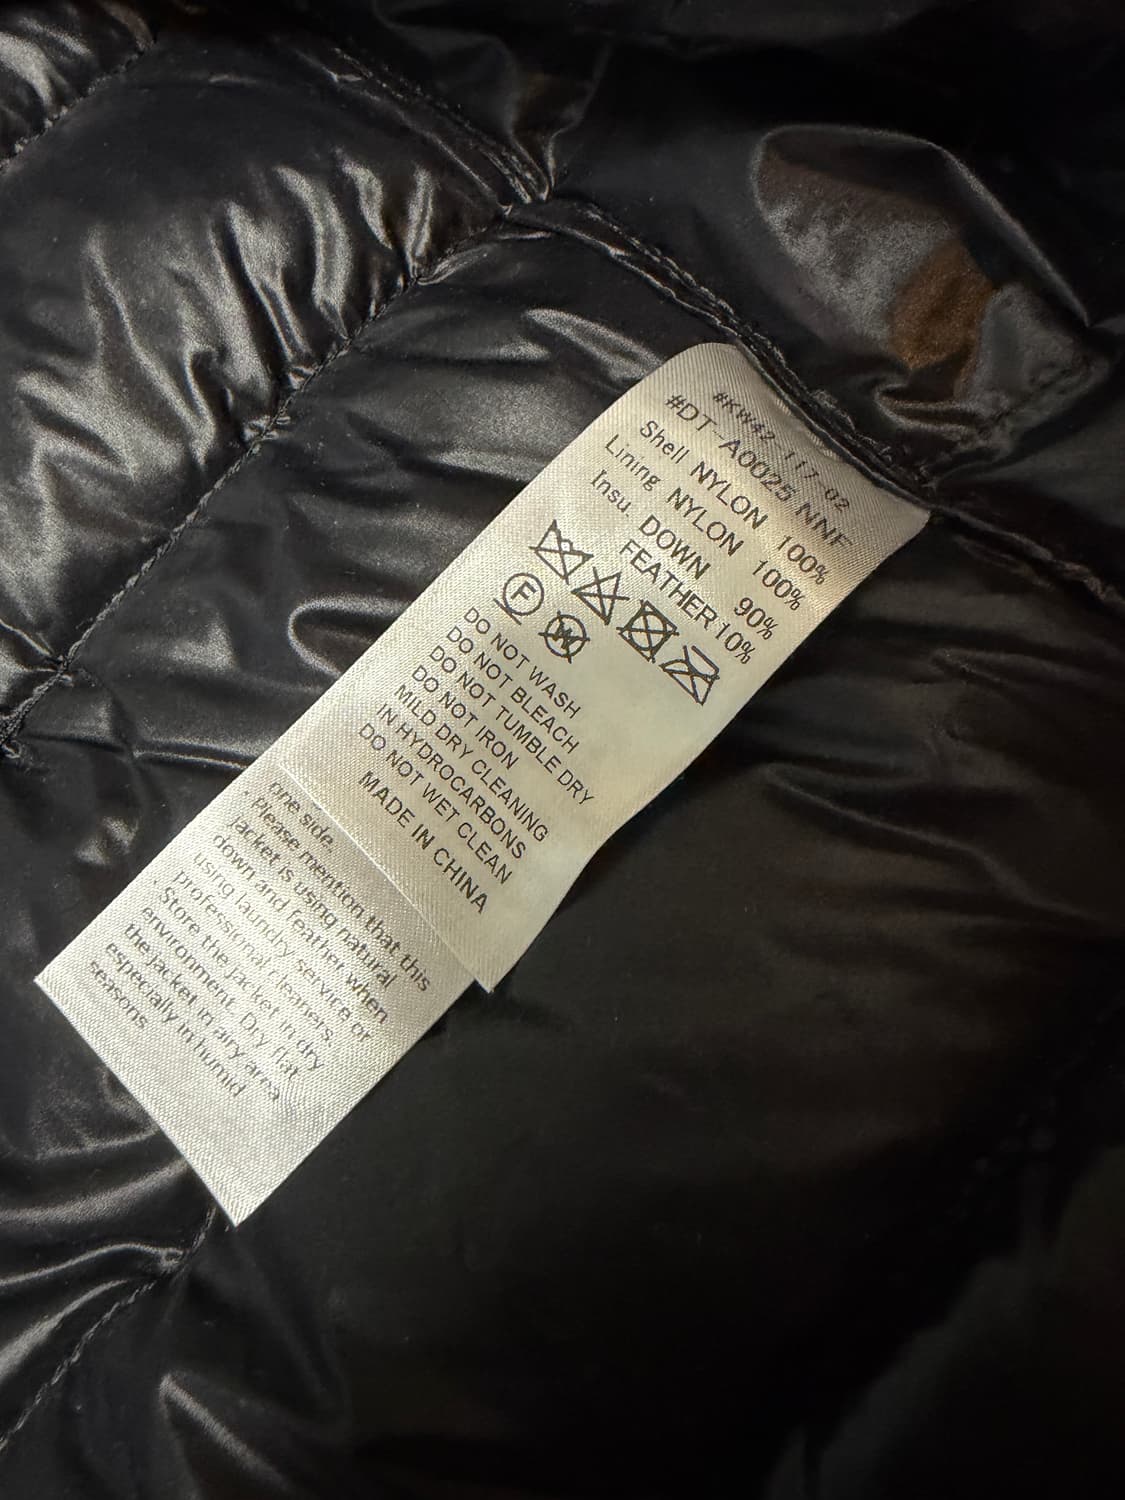 #KW42-117-02
#DT-A0025 NNF
Shell NYLON 100%
Lining NYLON 100%
Insu. DOWN 90%
FEATHER 10%
F W
DO NOT WASH
DO NOT BLEACH
DO NOT TUMBLE DRY
DO NOT IRON
MILD DRY CLEANING
IN HYDROCARBONS
DO NOT WET CLEAN
MADE IN CHINA
one side.
· Please mention that this
jacket is using natural
down and feather when
using laundry service or
professional cleaners.
· Store the jacket in dry
environment. Dry flat
the jacket in airy area
especially in humid
seasons.